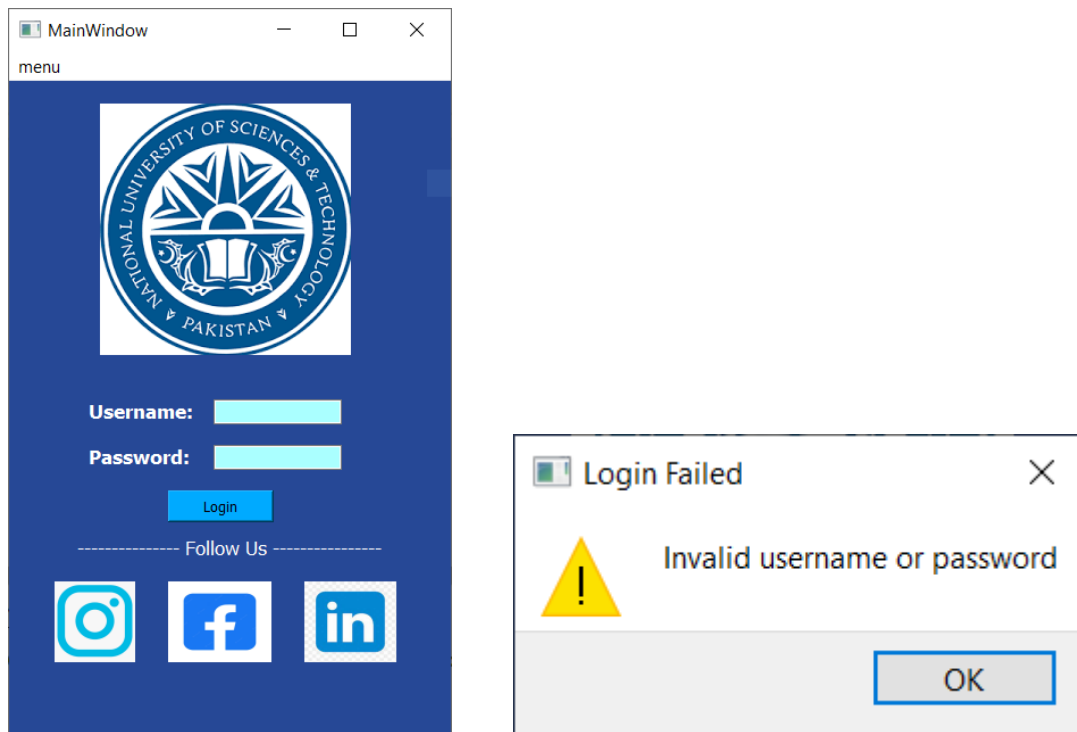 MainWindow
menu
NATIONAL UNIVERSITY OF SCIENCES & TECHNOLOGY
PAKISTAN
Username:
Password:
Login
--------------- Follow Us ----------------
f
in
Login Failed
!
Invalid username or password
OK